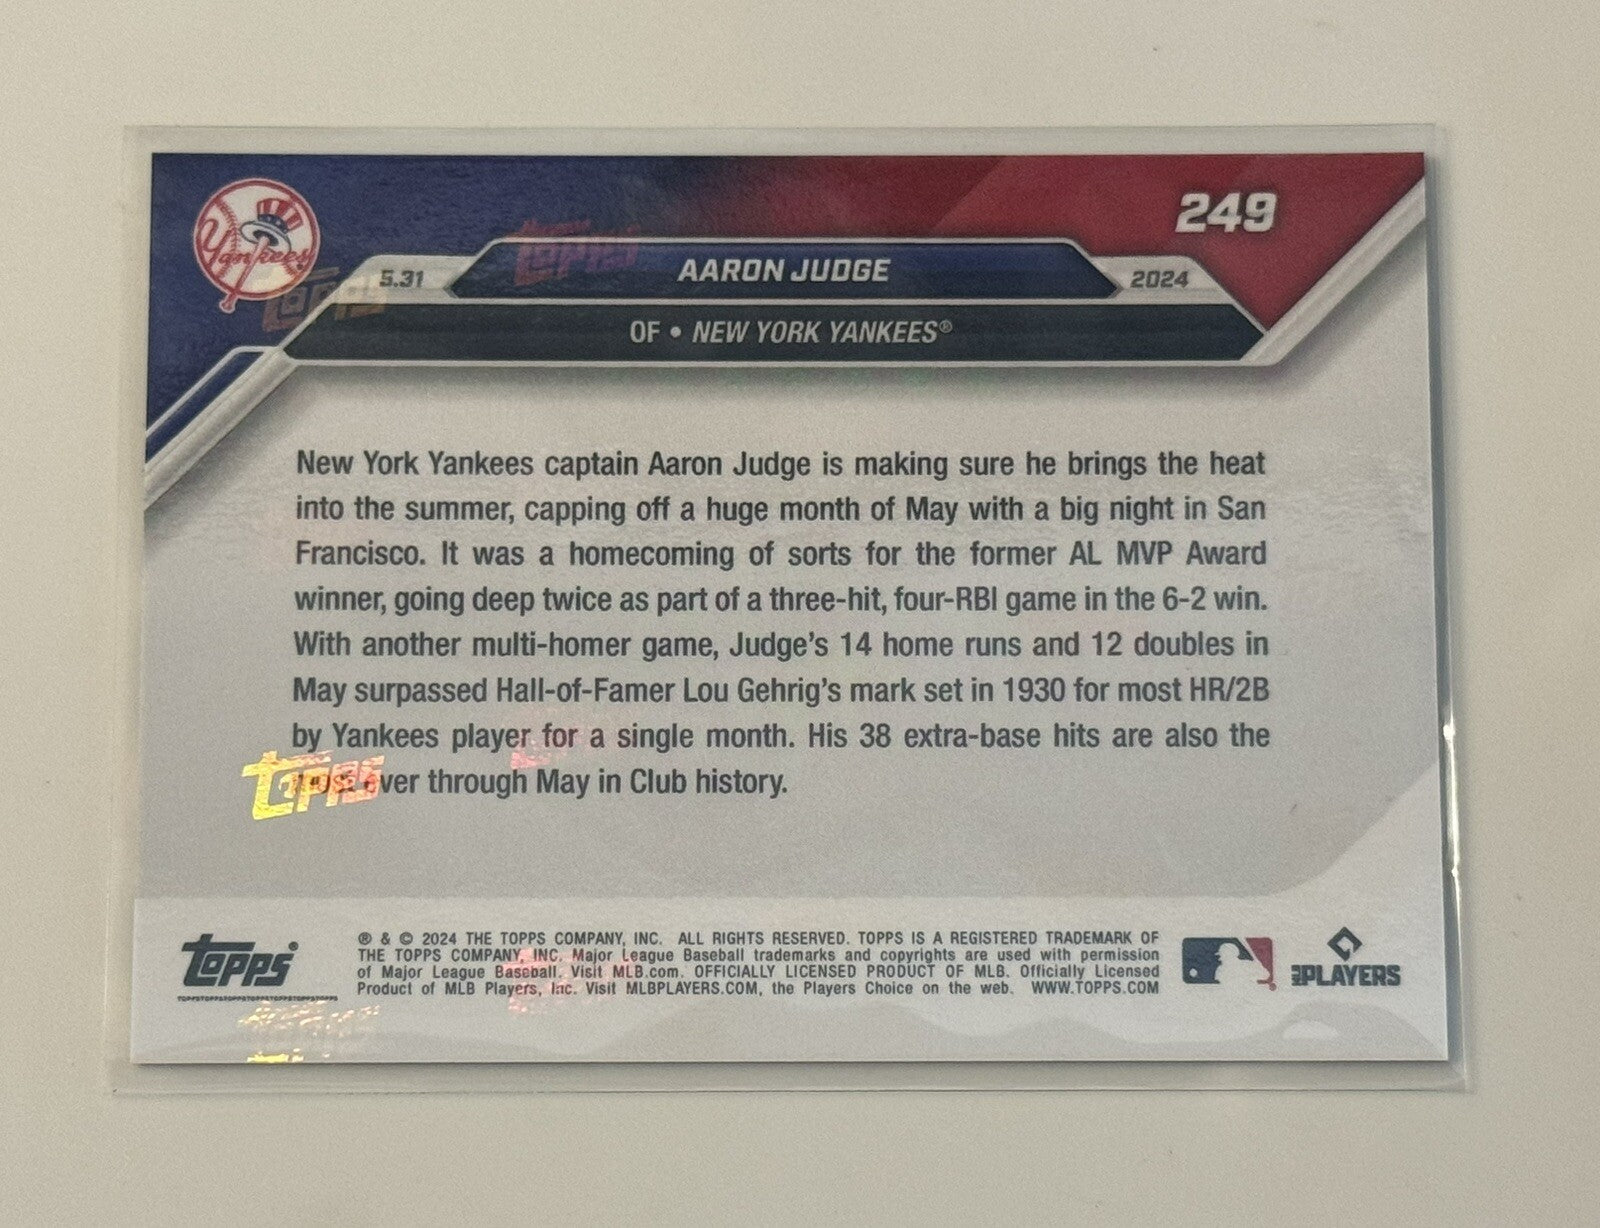 Yankees
249
AARON JUDGE
5.31
2024
OF • NEW YORK YANKEES®
TOPPS
TOPPS
New York Yankees captain Aaron Judge is making sure he brings the heat
into the summer, capping off a huge month of May with a big night in San
Francisco. It was a homecoming of sorts for the former AL MVP Award
winner, going deep twice as part of a three-hit, four-RBI game in the 6-2 win.
With another multi-homer game, Judge's 14 home runs and 12 doubles in
May surpassed Hall-of-Famer Lou Gehrig's mark set in 1930 for most HR/2B
by Yankees player for a single month. His 38 extra-base hits are also the
most ever through May in Club history.
TOPPS
topps
TOPPSTOPPSTOPPSTOPPSTOPPSTOPPSTOPPS
® & © 2024 THE TOPPS COMPANY, INC. ALL RIGHTS RESERVED. TOPPS IS A REGISTERED TRADEMARK OF
THE TOPPS COMPANY, INC. Major League Baseball trademarks and copyrights are used with permission
of Major League Baseball. Visit MLB.com. OFFICIALLY LICENSED PRODUCT OF MLB. Officially Licensed
Product of MLB Players, Inc. Visit MLBPLAYERS.COM, the Players Choice on the web. WWW.TOPPS.COM
MLB PLAYERS